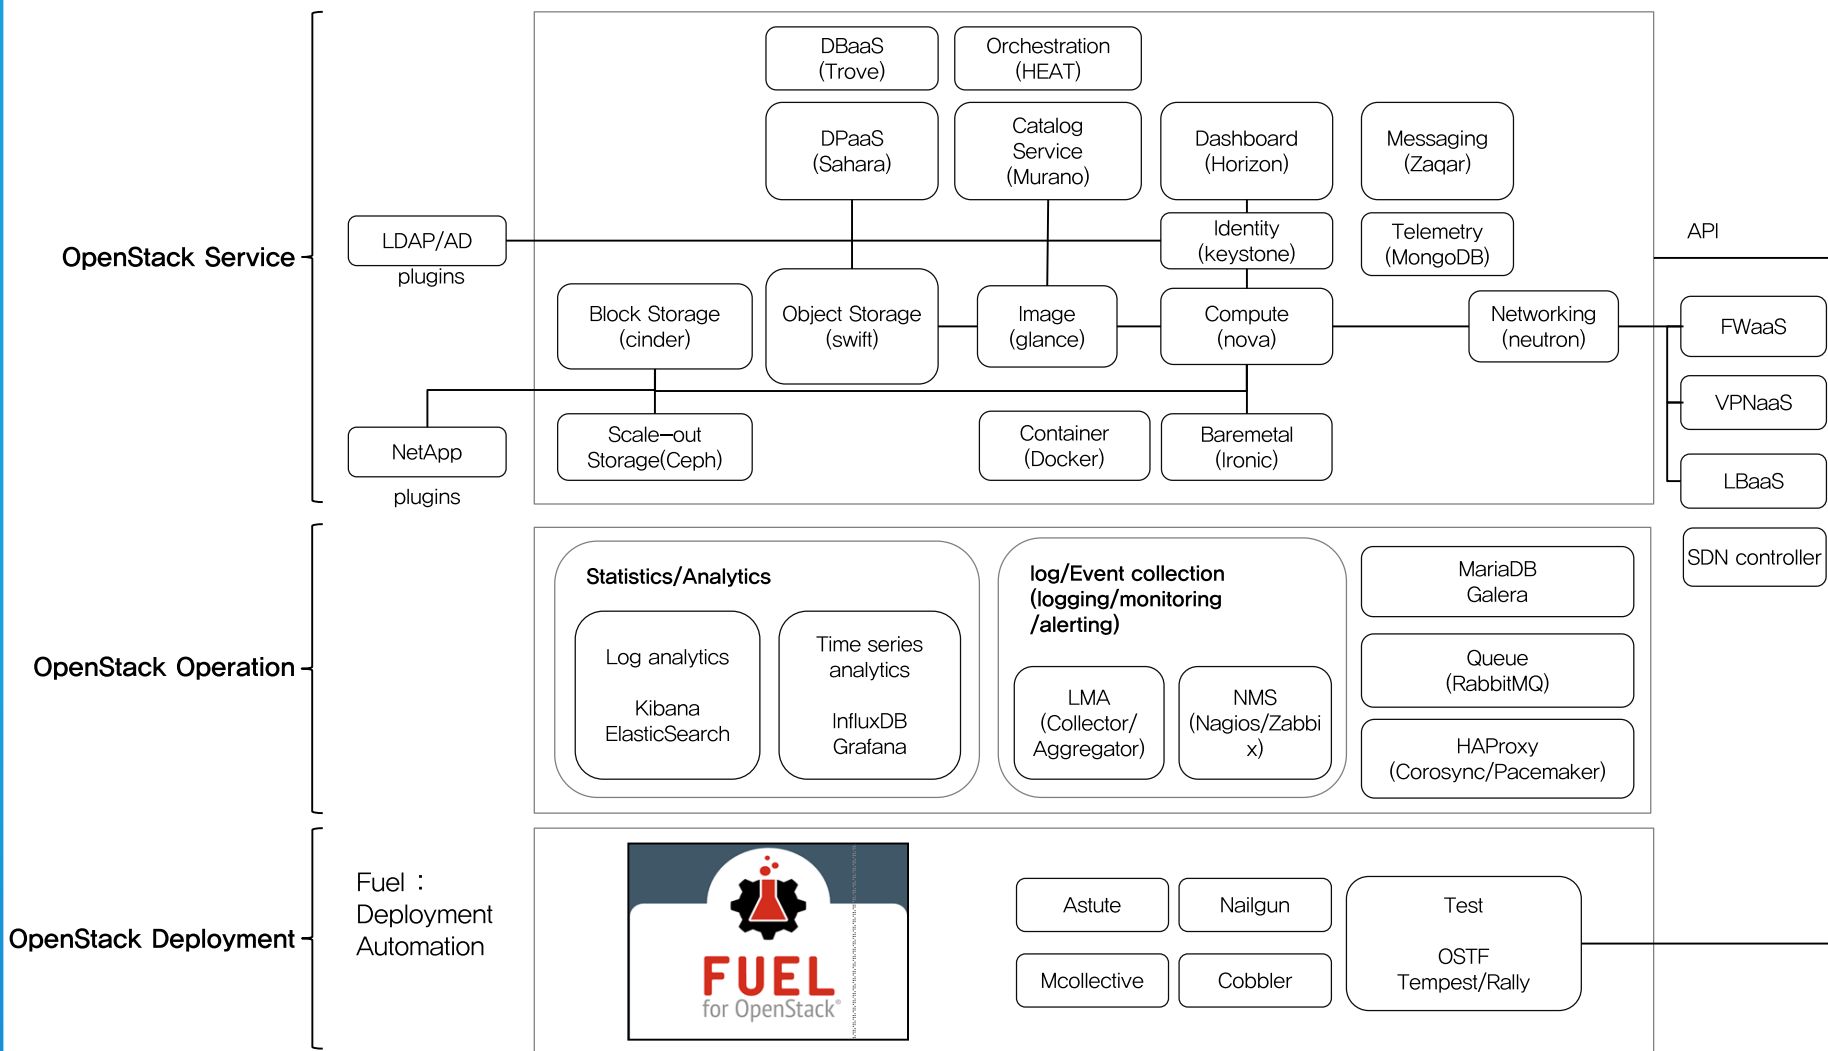 OpenStack Service
LDAP/AD
plugins
NetApp
plugins
DBaaS
(Trove)
Orchestration
(HEAT)
DPaaS
(Sahara)
Catalog
Service
(Murano)
Dashboard
(Horizon)
Messaging
(Zaqar)
Identity
(keystone)
Telemetry
(MongoDB)
Block Storage
(cinder)
Object Storage
(swift)
Image
(glance)
Compute
(nova)
Networking
(neutron)
Scale-out
Storage(Ceph)
Container
(Docker)
Baremetal
(Ironic)
API
FWaaS
VPNaaS
LBaaS
SDN controller
OpenStack Operation
Statistics/Analytics
Log analytics
Kibana
ElasticSearch
Time series
analytics
InfluxDB
Grafana
log/Event collection
(logging/monitoring
/alerting)
LMA
(Collector/
Aggregator)
NMS
(Nagios/Zabbi
x)
MariaDB
Galera
Queue
(RabbitMQ)
HAProxy
(Corosync/Pacemaker)
OpenStack Deployment
Fuel :
Deployment
Automation
FUEL
for OpenStack®
Astute
Nailgun
Mcollective
Cobbler
Test
OSTF
Tempest/Rally